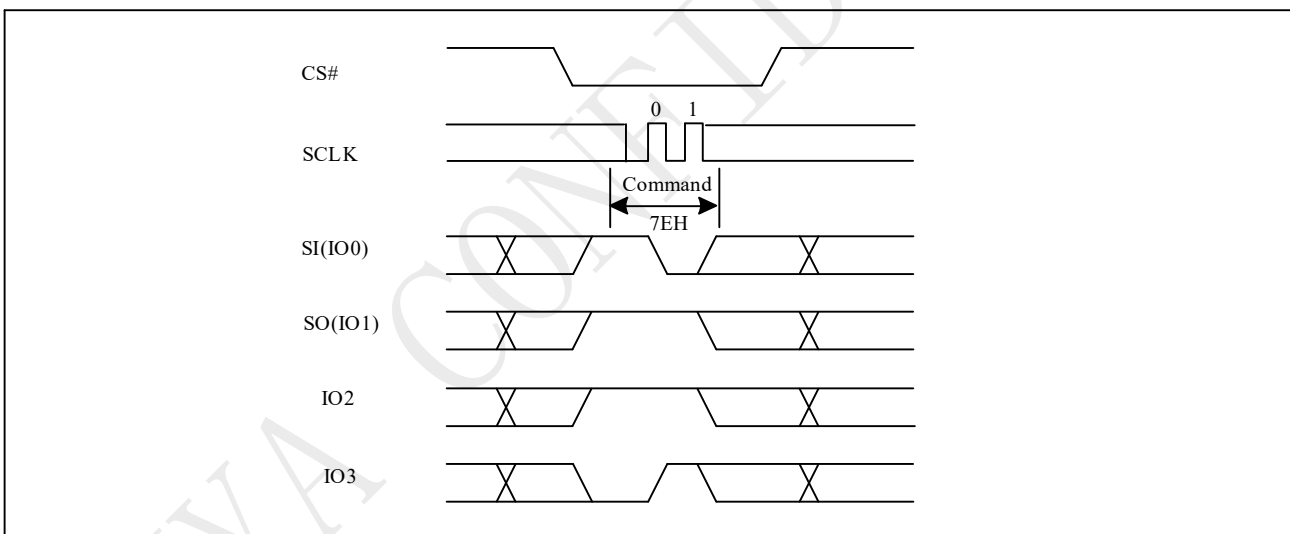 CS#
0 1
SCLK
Command
7EH
SI(IO0)
SO(IO1)
IO2
IO3